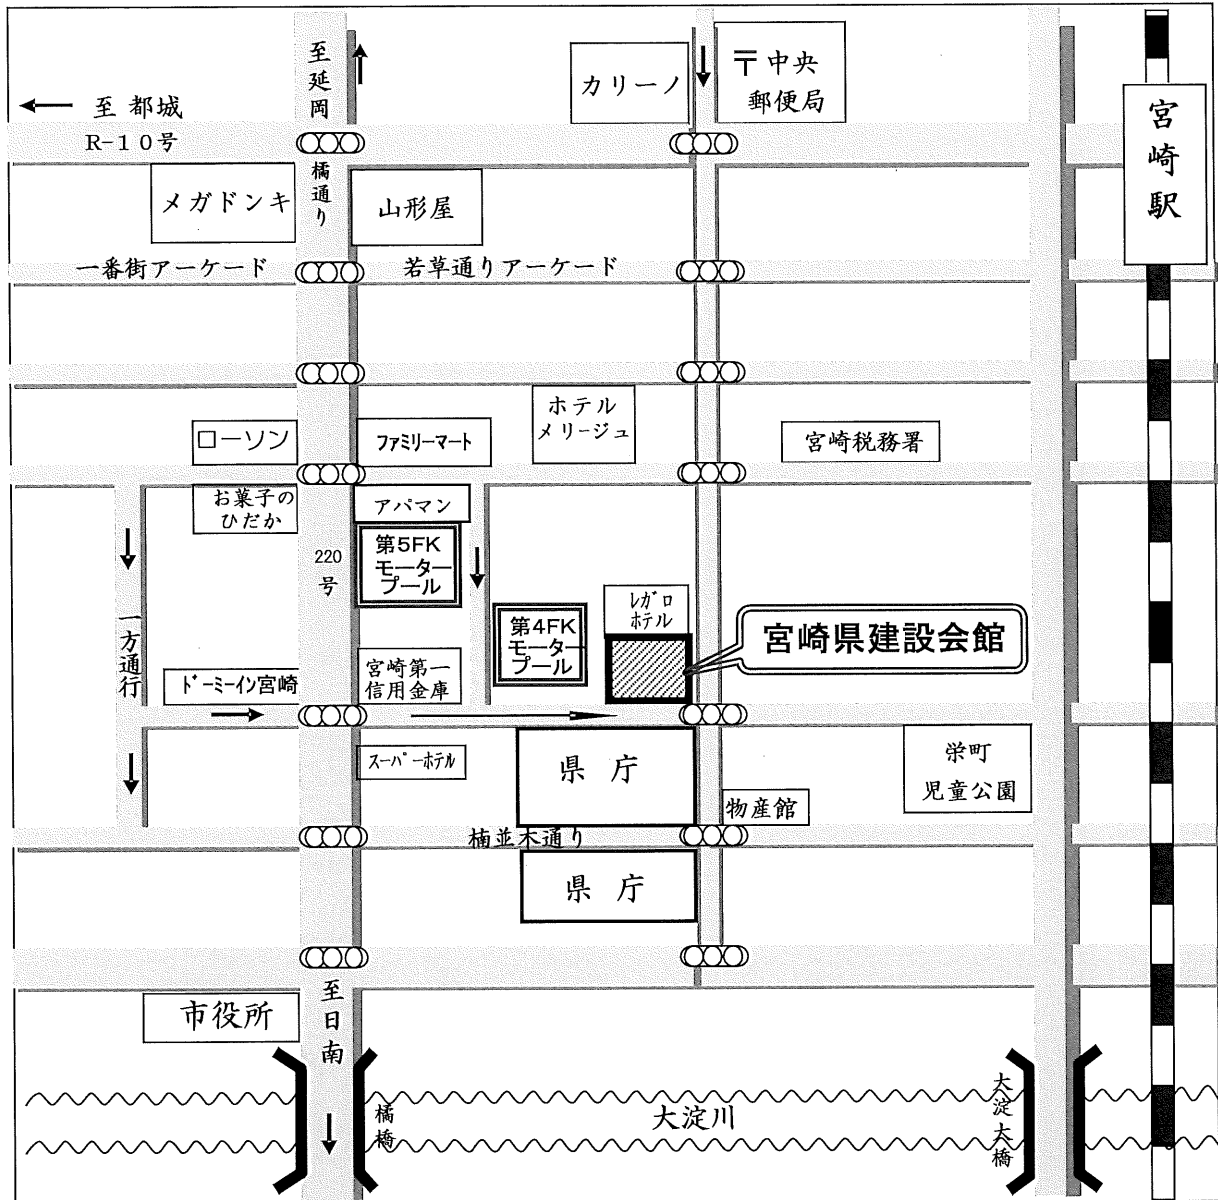 至延岡
カリーノ
〒中央
郵便局
至 都城
R-10号
宮崎駅
橘通り
メガドンキ
山形屋
一番街アーケード
若草通りアーケード
ホテル
メリージュ
ローソン
ファミリーマート
宮崎税務署
お菓子の
ひだか
アパマン
第5FK
モーター
プール
220
号
レガロ
ホテル
第4FK
モーター
プール
宮崎県建設会館
一方通行
宮崎第一
信用金庫
ドーミーイン宮崎
スーパーホテル
県 庁
栄町
児童公園
物産館
楠並木通り
県 庁
至日南
市役所
橘橋
大淀川
大淀大橋